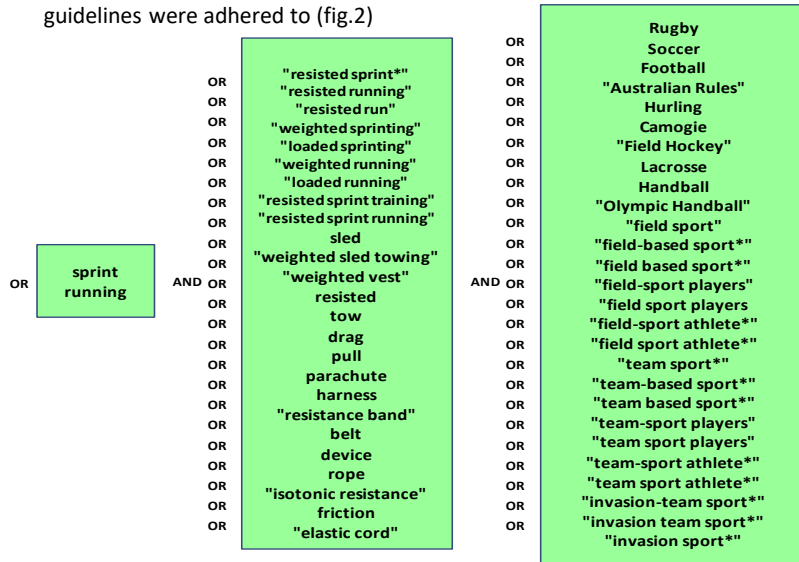 guidelines were adhered to (fig.2)
OR
sprint
running
OR
OR
OR
OR
OR
OR
OR
OR
OR
OR
AND OR
OR
OR
OR
OR
OR
OR
OR
OR
OR
OR
OR
OR
"resisted sprint*"
"resisted running"
"resisted run"
"weighted sprinting"
"loaded sprinting"
"weighted running"
"loaded running"
"resisted sprint training"
"resisted sprint running"
sled
"weighted sled towing"
"weighted vest"
resisted
tow
drag
pull
parachute
harness
"resistance band"
belt
device
rope
"isotonic resistance"
friction
"elastic cord"
OR
OR
OR
OR
OR
OR
OR
OR
OR
OR
OR
OR
AND OR
OR
OR
OR
OR
OR
OR
OR
OR
OR
OR
OR
OR
Rugby
Soccer
Football
"Australian Rules"
Hurling
Camogie
"Field Hockey"
Lacrosse
Handball
"Olympic Handball"
"field sport"
"field-based sport*"
"field based sport*"
"field-sport players"
"field sport players
"field-sport athlete*"
"field sport athlete*"
"team sport*"
"team-based sport*"
"team based sport*"
"team-sport players"
"team sport players"
"team-sport athlete*"
"team sport athlete*"
"invasion-team sport*"
"invasion team sport*"
"invasion sport*"